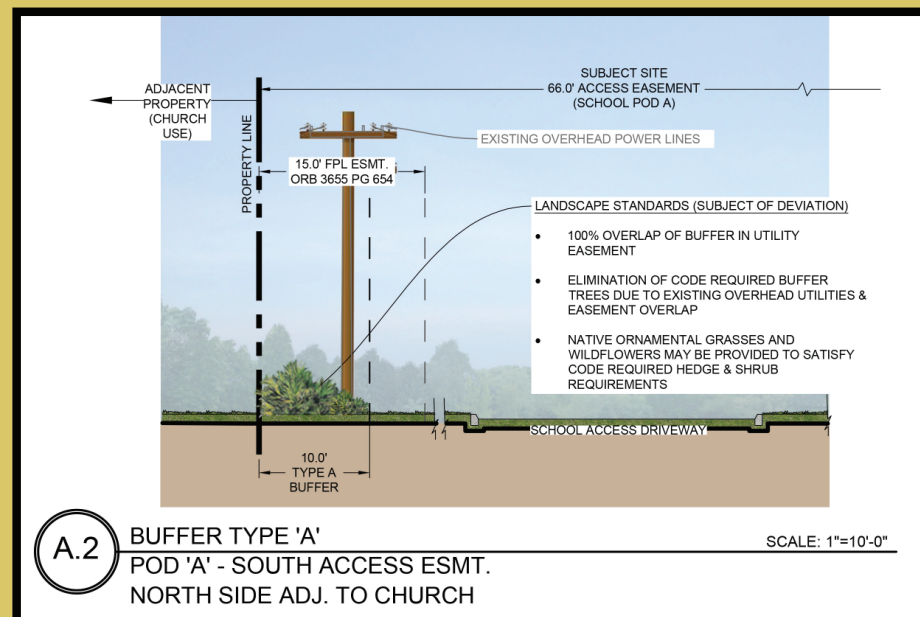 SUBJECT SITE
66.0' ACCESS EASEMENT
(SCHOOL POD A)
ADJACENT
PROPERTY
(CHURCH
USE)
PROPERTY LINE
EXISTING OVERHEAD POWER LINES
15.0' FPL ESMT.
ORB 3655 PG 654
LANDSCAPE STANDARDS (SUBJECT OF DEVIATION)
• 100% OVERLAP OF BUFFER IN UTILITY
EASEMENT
• ELIMINATION OF CODE REQUIRED BUFFER
TREES DUE TO EXISTING OVERHEAD UTILITIES &
EASEMENT OVERLAP
• NATIVE ORNAMENTAL GRASSES AND
WILDFLOWERS MAY BE PROVIDED TO SATISFY
CODE REQUIRED HEDGE & SHRUB
REQUIREMENTS
SCHOOL ACCESS DRIVEWAY
10.0'
TYPE A
BUFFER
A.2
BUFFER TYPE 'A'
SCALE: 1"=10'-0"
POD 'A' - SOUTH ACCESS ESMT.
NORTH SIDE ADJ. TO CHURCH